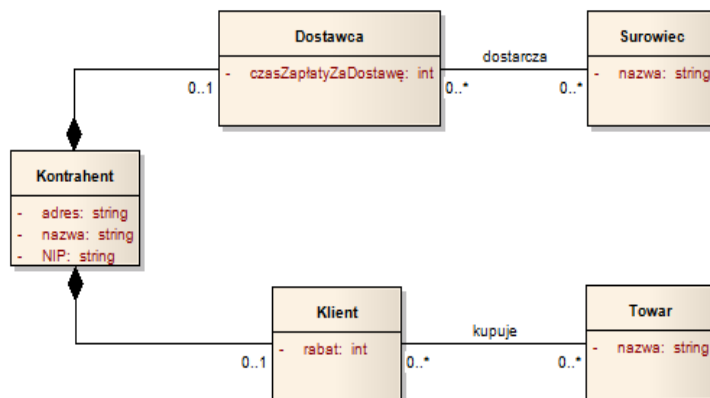 Dostawca
- czasZapłatyZaDostawę: int
Surowiec
- nazwa: string
dostarcza
0..1
0..*
0..*
Kontrahent
- adres: string
- nazwa: string
- NIP: string
Klient
- rabat: int
Towar
- nazwa: string
kupuje
0..1
0..*
0..*